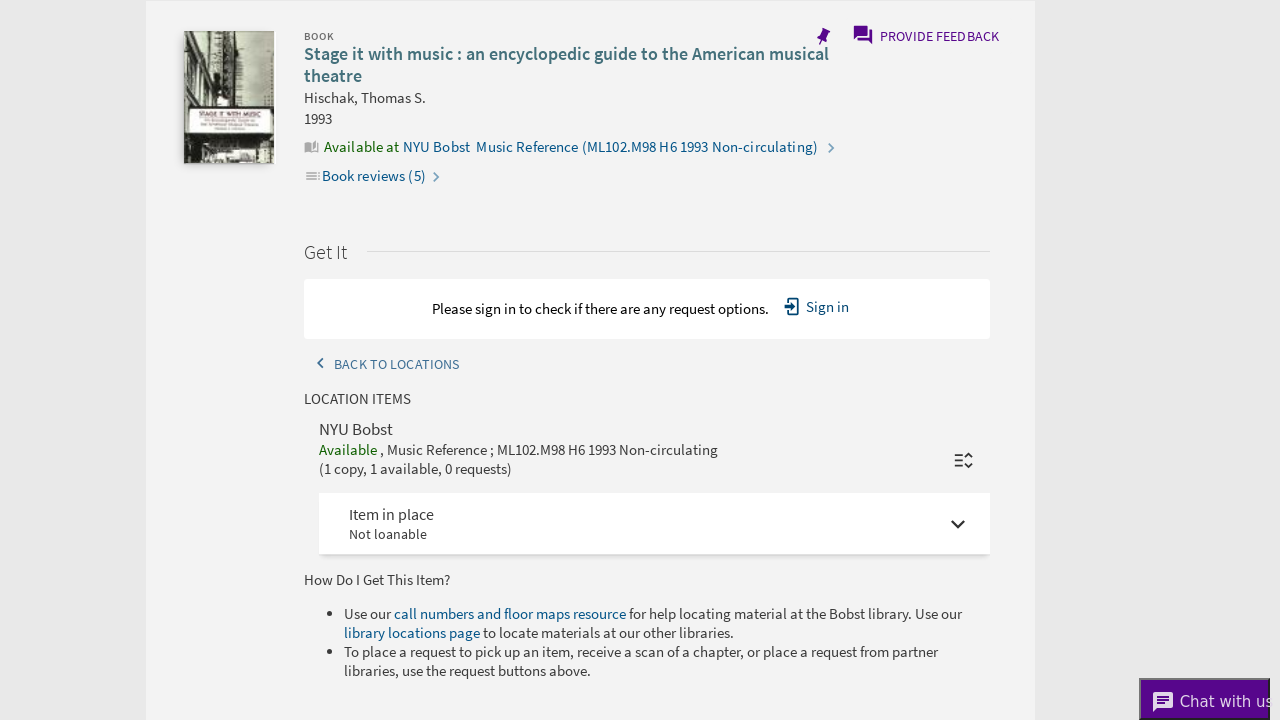 BOOK
Stage it with music : an encyclopedic guide to the American musical
theatre
Hischak, Thomas S.
1993
Available at NYU Bobst Music Reference (ML102.M98 H6 1993 Non-circulating)
Book reviews (5)
PROVIDE FEEDBACK
STAGE IT WITH MUSIC
Get It
Please sign in to check if there are any request options. Sign in
BACK TO LOCATIONS
LOCATION ITEMS
NYU Bobst
Available , Music Reference ; ML102.M98 H6 1993 Non-circulating
(1 copy, 1 available, 0 requests)
Item in place
Not loanable
How Do I Get This Item?
Use our call numbers and floor maps resource for help locating material at the Bobst library. Use our
library locations page to locate materials at our other libraries.
To place a request to pick up an item, receive a scan of a chapter, or place a request from partner
libraries, use the request buttons above.
Chat with us